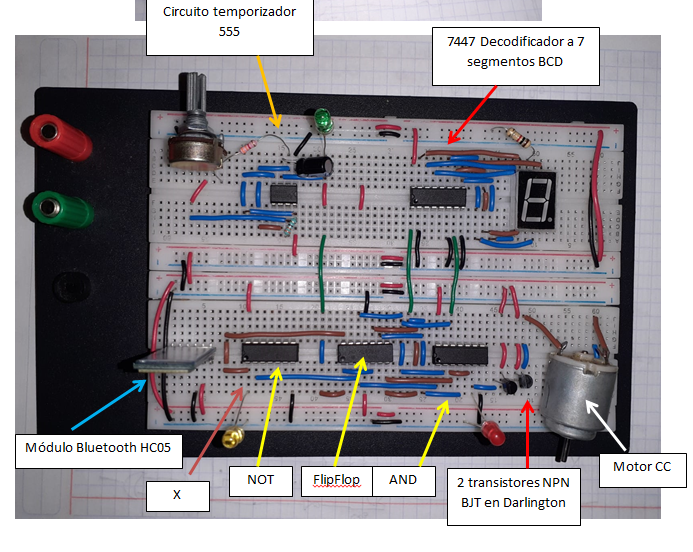 Circuito temporizador
555
7447 Decodificador a 7
segmentos BCD
Módulo Bluetooth HC05
X
NOT
FlipFlop
AND
2 transistores NPN
BJT en Darlington
Motor CC